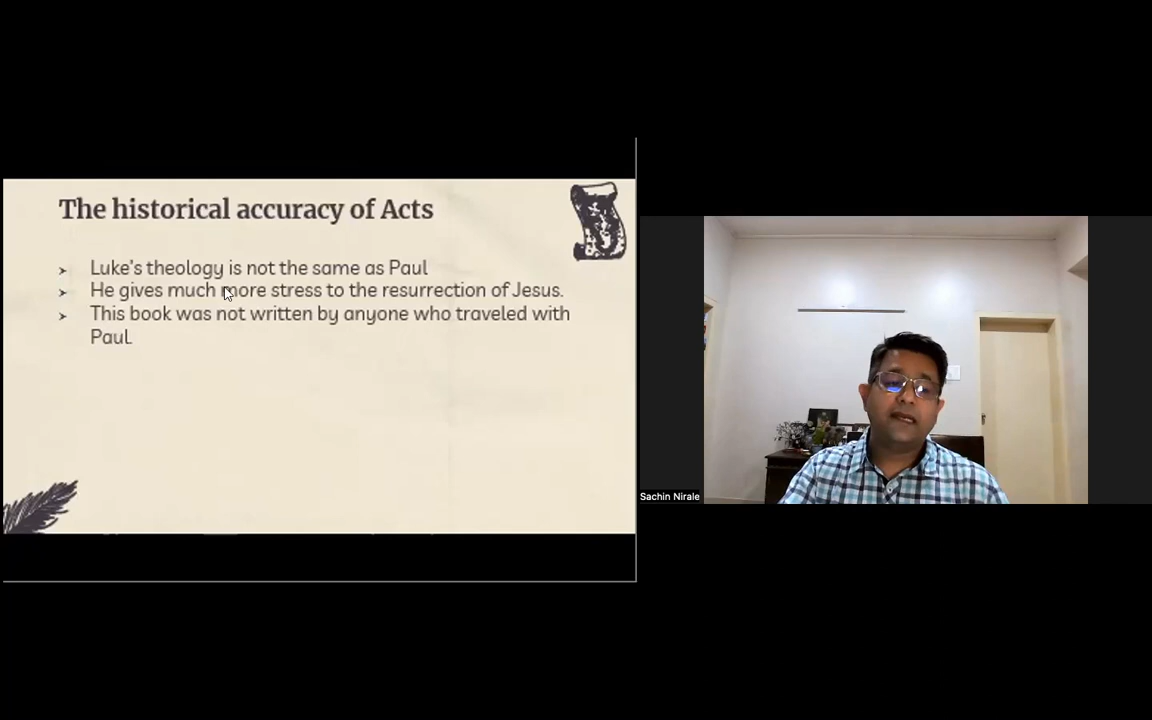 The historical accuracy of Acts
Luke's theology is not the same as Paul
He gives much more stress to the resurrection of Jesus.
This book was not written by anyone who traveled with
Paul.
Sachin Nirale